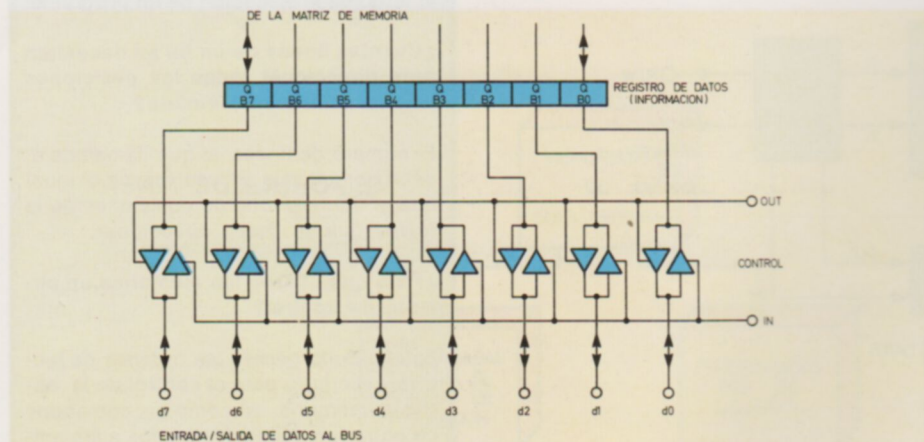 DE LA MATRIZ DE MEMORIA
Q Q Q Q Q Q Q Q
B7 B6 B5 B4 B3 B2 B1 B0
REGISTRO DE DATOS
(INFORMACION)
OUT
CONTROL
IN
d7 d6 d5 d4 d3 d2 d1 d0
ENTRADA/SALIDA DE DATOS AL BUS